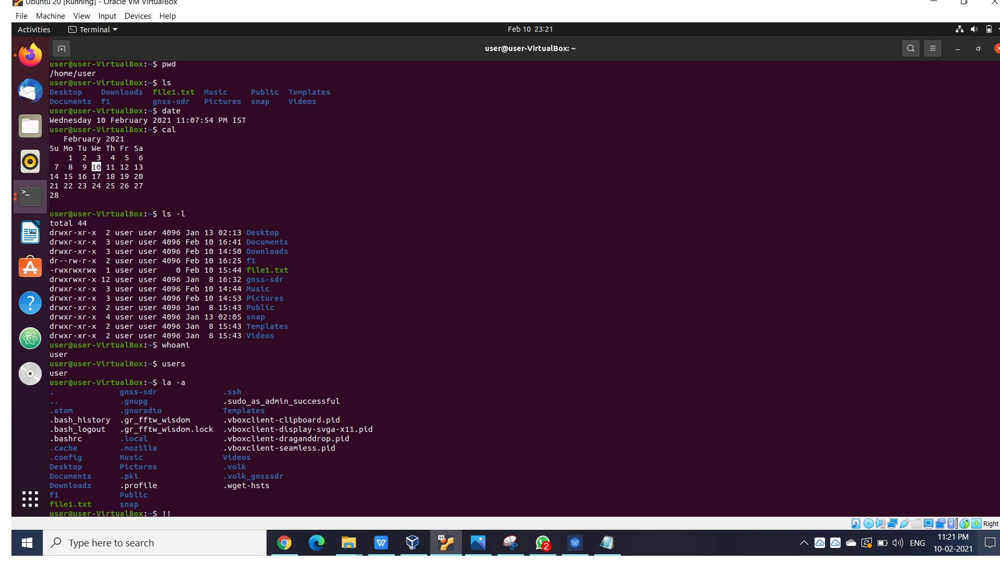 Ubuntu 20 [Running] - Oracle VM VirtualBox
File Machine View Input Devices Help
Activities Terminal Feb 10 23:21
user@user-VirtualBox: ~
user@user-VirtualBox:~$ pwd
/home/user
user@user-VirtualBox:~$ ls
Desktop Downloads file1.txt Music Public Templates
Documents f1 gnss-sdr Pictures snap Videos
user@user-VirtualBox:~$ date
Wednesday 10 February 2021 11:07:54 PM IST
user@user-VirtualBox:~$ cal
February 2021
Su Mo Tu We Th Fr Sa
1 2 3 4 5 6
7 8 9 10 11 12 13
14 15 16 17 18 19 20
21 22 23 24 25 26 27
28
user@user-VirtualBox:~$ ls -l
total 44
drwxr-xr-x 2 user user 4096 Jan 13 02:13 Desktop
drwxr-xr-x 3 user user 4096 Feb 10 16:41 Documents
drwxr-xr-x 3 user user 4096 Feb 10 14:50 Downloads
dr--rw-r-x 2 user user 4096 Feb 10 16:25 f1
-rwxrwxrwx 1 user user 0 Feb 10 15:44 file1.txt
drwxrwxr-x 12 user user 4096 Jan 8 16:32 gnss-sdr
drwxr-xr-x 3 user user 4096 Feb 10 14:44 Music
drwxr-xr-x 3 user user 4096 Feb 10 14:53 Pictures
drwxr-xr-x 2 user user 4096 Jan 8 15:43 Public
drwxr-xr-x 4 user user 4096 Jan 13 02:05 snap
drwxr-xr-x 2 user user 4096 Jan 8 15:43 Templates
drwxr-xr-x 2 user user 4096 Jan 8 15:43 Videos
user@user-VirtualBox:~$ whoami
user
user@user-VirtualBox:~$ users
user
user@user-VirtualBox:~$ la -a
. gnss-sdr .ssh
.. .gnupg .sudo_as_admin_successful
.atom .gnuradio Templates
.bash_history .gr_fftw_wisdom .vboxclient-clipboard.pid
.bash_logout .gr_fftw_wisdom.lock .vboxclient-display-svga-x11.pid
.bashrc .local .vboxclient-draganddrop.pid
.cache .mozilla .vboxclient-seamless.pid
.config Music Videos
Desktop Pictures .volk
Documents .pki .volk_gnsssdr
Downloads .profile .wget-hsts
f1 Public
file1.txt snap
user@user-VirtualBox:~$ !!
Right
Type here to search
64
2
ENG
11:21 PM
10-02-2021